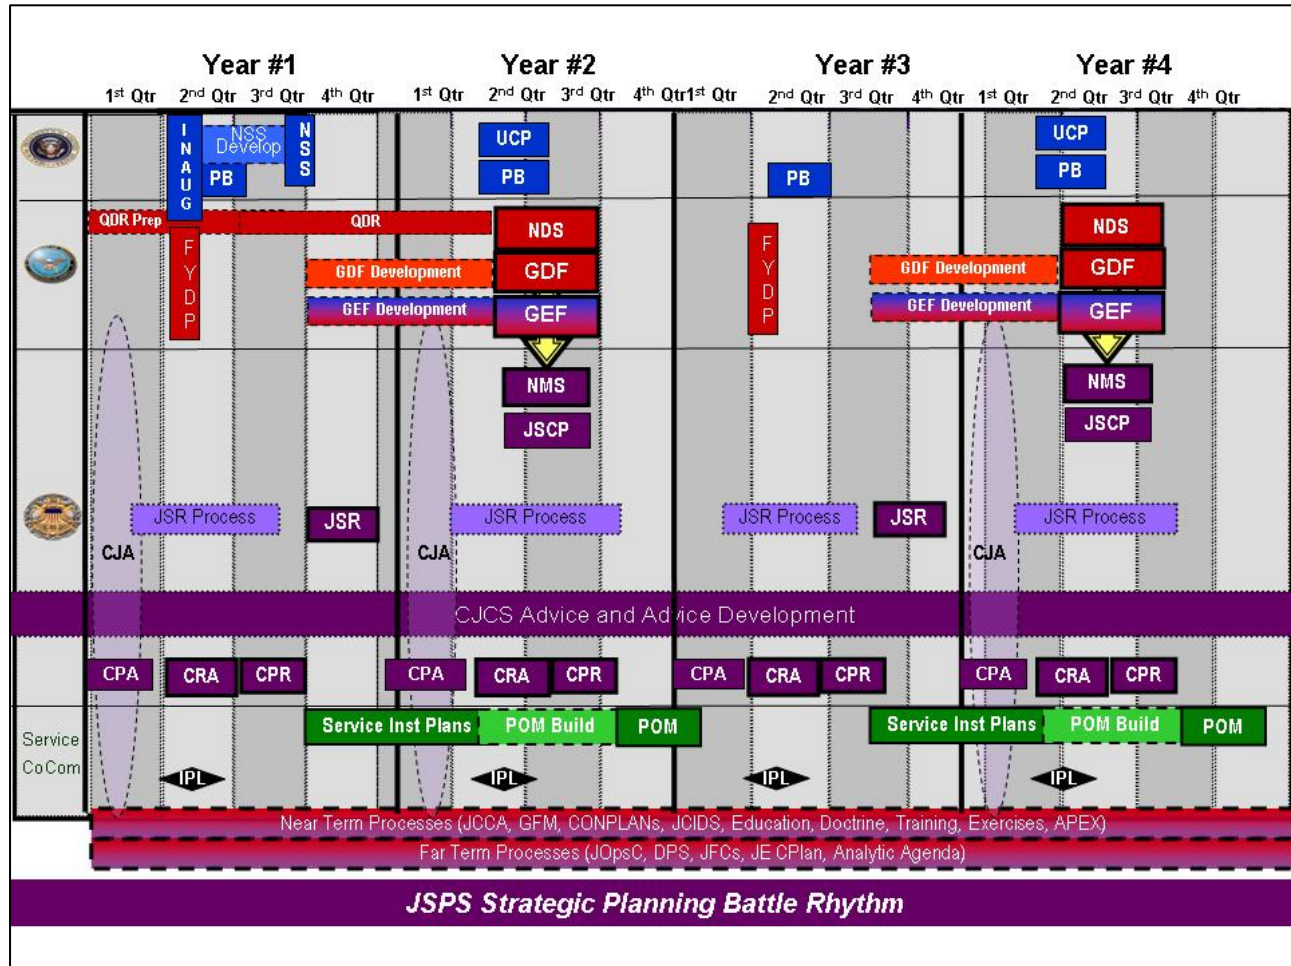 Year #1 Year #2 Year #3 Year #4
1st Qtr 2nd Qtr 3rd Qtr 4th Qtr 1st Qtr 2nd Qtr 3rd Qtr 4th Qtr 1st Qtr 2nd Qtr 3rd Qtr 4th Qtr 1st Qtr 2nd Qtr 3rd Qtr 4th Qtr
INAUG
NSS Develop
NSS
UCP
UCP
PB
PB
PB
PB
QDR Prep
QDR
NDS
NDS
FYDP
FYDP
GDF Development
GDF
GDF Development
GDF
GEF Development
GEF
GEF Development
GEF
NMS
NMS
JSCP
JSCP
JSR Process
JSR
JSR Process
JSR Process
JSR
JSR Process
CJA
CJA
CJA
CJCS Advice and Advice Development
CPA CRA CPR CPA CRA CPR CPA CRA CPR CPA CRA CPR
Service
CoCom
Service Inst Plans POM Build POM Service Inst Plans POM Build POM
IPL IPL IPL IPL
Near Term Processes (JCCA, GFM, CONPLANs, JCIDS, Education, Doctrine, Training, Exercises, APEX)
Far Term Processes (JOpsC, DPS, JFCs, JE CPlan, Analytic Agenda)
JSPS Strategic Planning Battle Rhythm